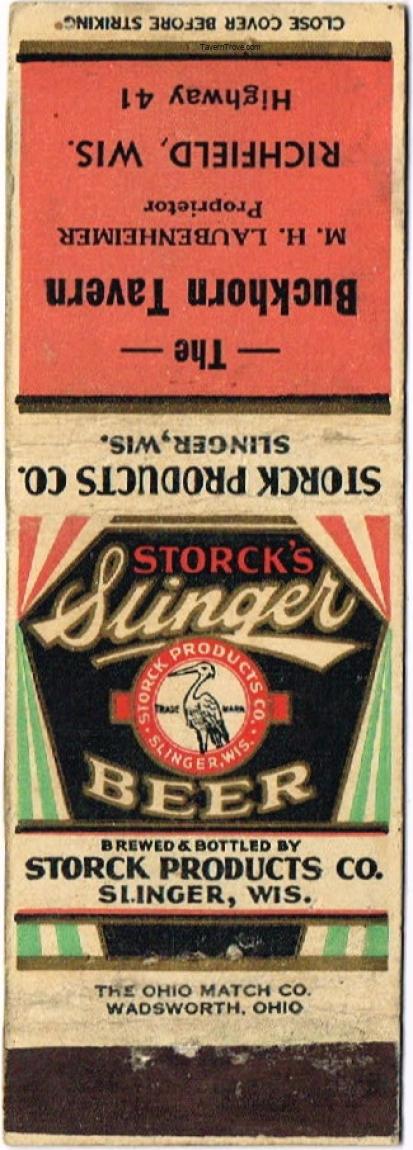 CLOSE COVER BEFORE STRIKING
TavernTrove.com
— The —
Buckhorn Tavern
M. H. LAUBENHEIMER
Proprietor
RICHFIELD, WIS.
Highway 41
STORCK PRODUCTS CO.
SLINGER, WIS.
STORCK'S
Slinger
STORCK PRODUCTS CO.
TRADE MARK
SLINGER, WIS.
BEER
BREWED & BOTTLED BY
STORCK PRODUCTS CO.
SLINGER, WIS.
THE OHIO MATCH CO.
WADSWORTH, OHIO